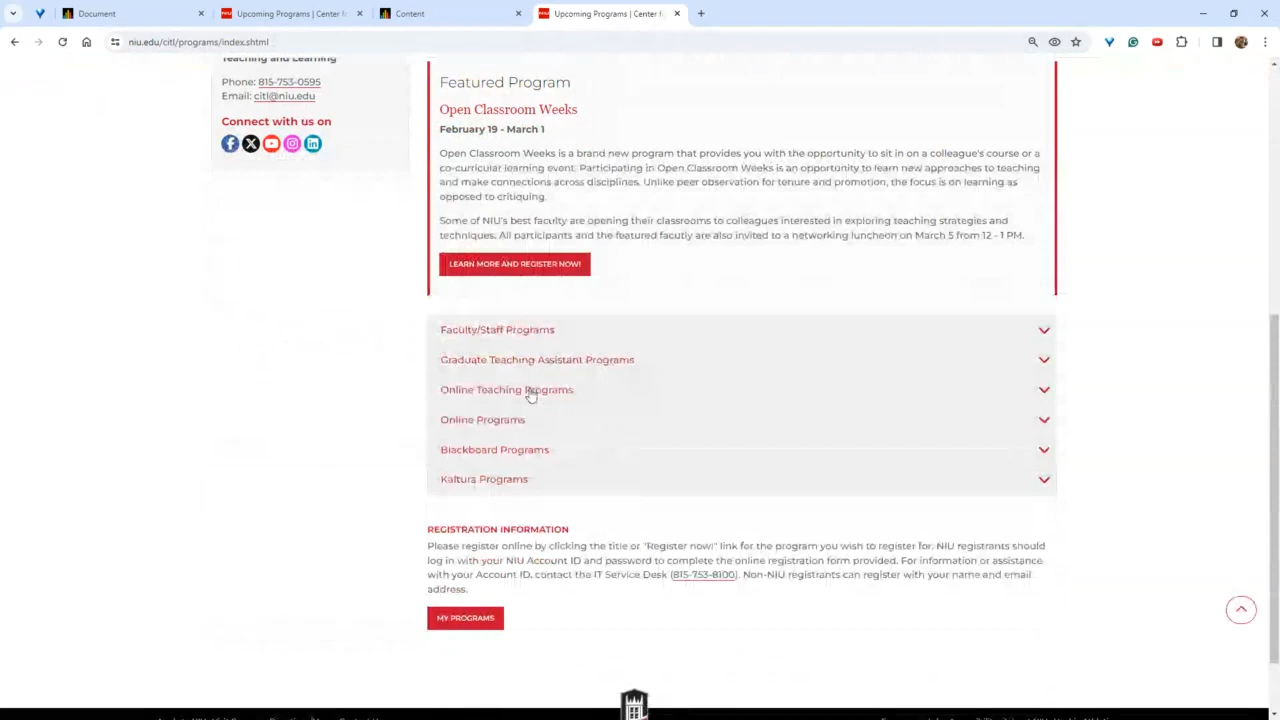 Document
Upcoming Programs | Center f
Content
Upcoming Programs | Center f
niu.edu/citl/programs/index.shtml
Teaching and Learning
Phone: 815-753-0595
Email: citl@niu.edu
Connect with us on
Featured Program
Open Classroom Weeks
February 19 - March 1
Open Classroom Weeks is a brand new program that provides you with the opportunity to sit in on a colleague's course or a
co-curricular learning event. Participating in Open Classroom Weeks is an opportunity to learn new approaches to teaching
and make connections across disciplines. Unlike peer observation for tenure and promotion, the focus is on learning as
opposed to critiquing.
Some of NIU's best faculty are opening their classrooms to colleagues interested in exploring teaching strategies and
techniques. All participants and the featured faculty are also invited to a networking luncheon on March 5 from 12 - 1 PM.
LEARN MORE AND REGISTER NOW!
Faculty/Staff Programs
Graduate Teaching Assistant Programs
Online Teaching Programs
Online Programs
Blackboard Programs
Kaltura Programs
REGISTRATION INFORMATION
Please register online by clicking the title or "Register now!" link for the program you wish to register for. NIU registrants should
log in with your NIU Account ID and password to complete the online registration form provided. For information or assistance
with your Account ID, contact the IT Service Desk (815-753-8100). Non-NIU registrants can register with your name and email
address.
MY PROGRAMS